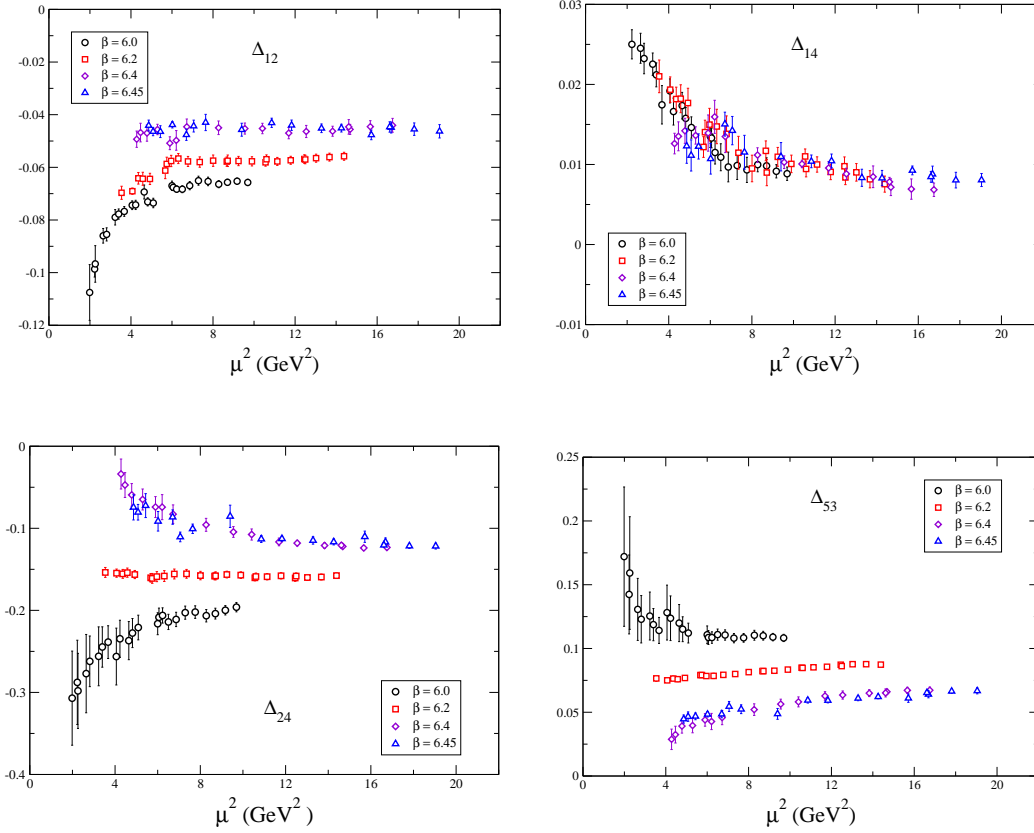 0
-0.02
-0.04
-0.06
-0.08
-0.1
-0.12
β = 6.0
β = 6.2
β = 6.4
β = 6.45
Δ12
0 4 8 12 16 20
μ² (GeV²)
0.03
0.02
0.01
0
-0.01
Δ14
β = 6.0
β = 6.2
β = 6.4
β = 6.45
0 4 8 12 16 20
μ² (GeV²)
0
-0.1
-0.2
-0.3
-0.4
Δ24
β = 6.0
β = 6.2
β = 6.4
β = 6.45
0 4 8 12 16 20
μ² (GeV²)
0.25
0.2
0.15
0.1
0.05
0
Δ53
β = 6.0
β = 6.2
β = 6.4
β = 6.45
0 4 8 12 16 20
μ² (GeV²)